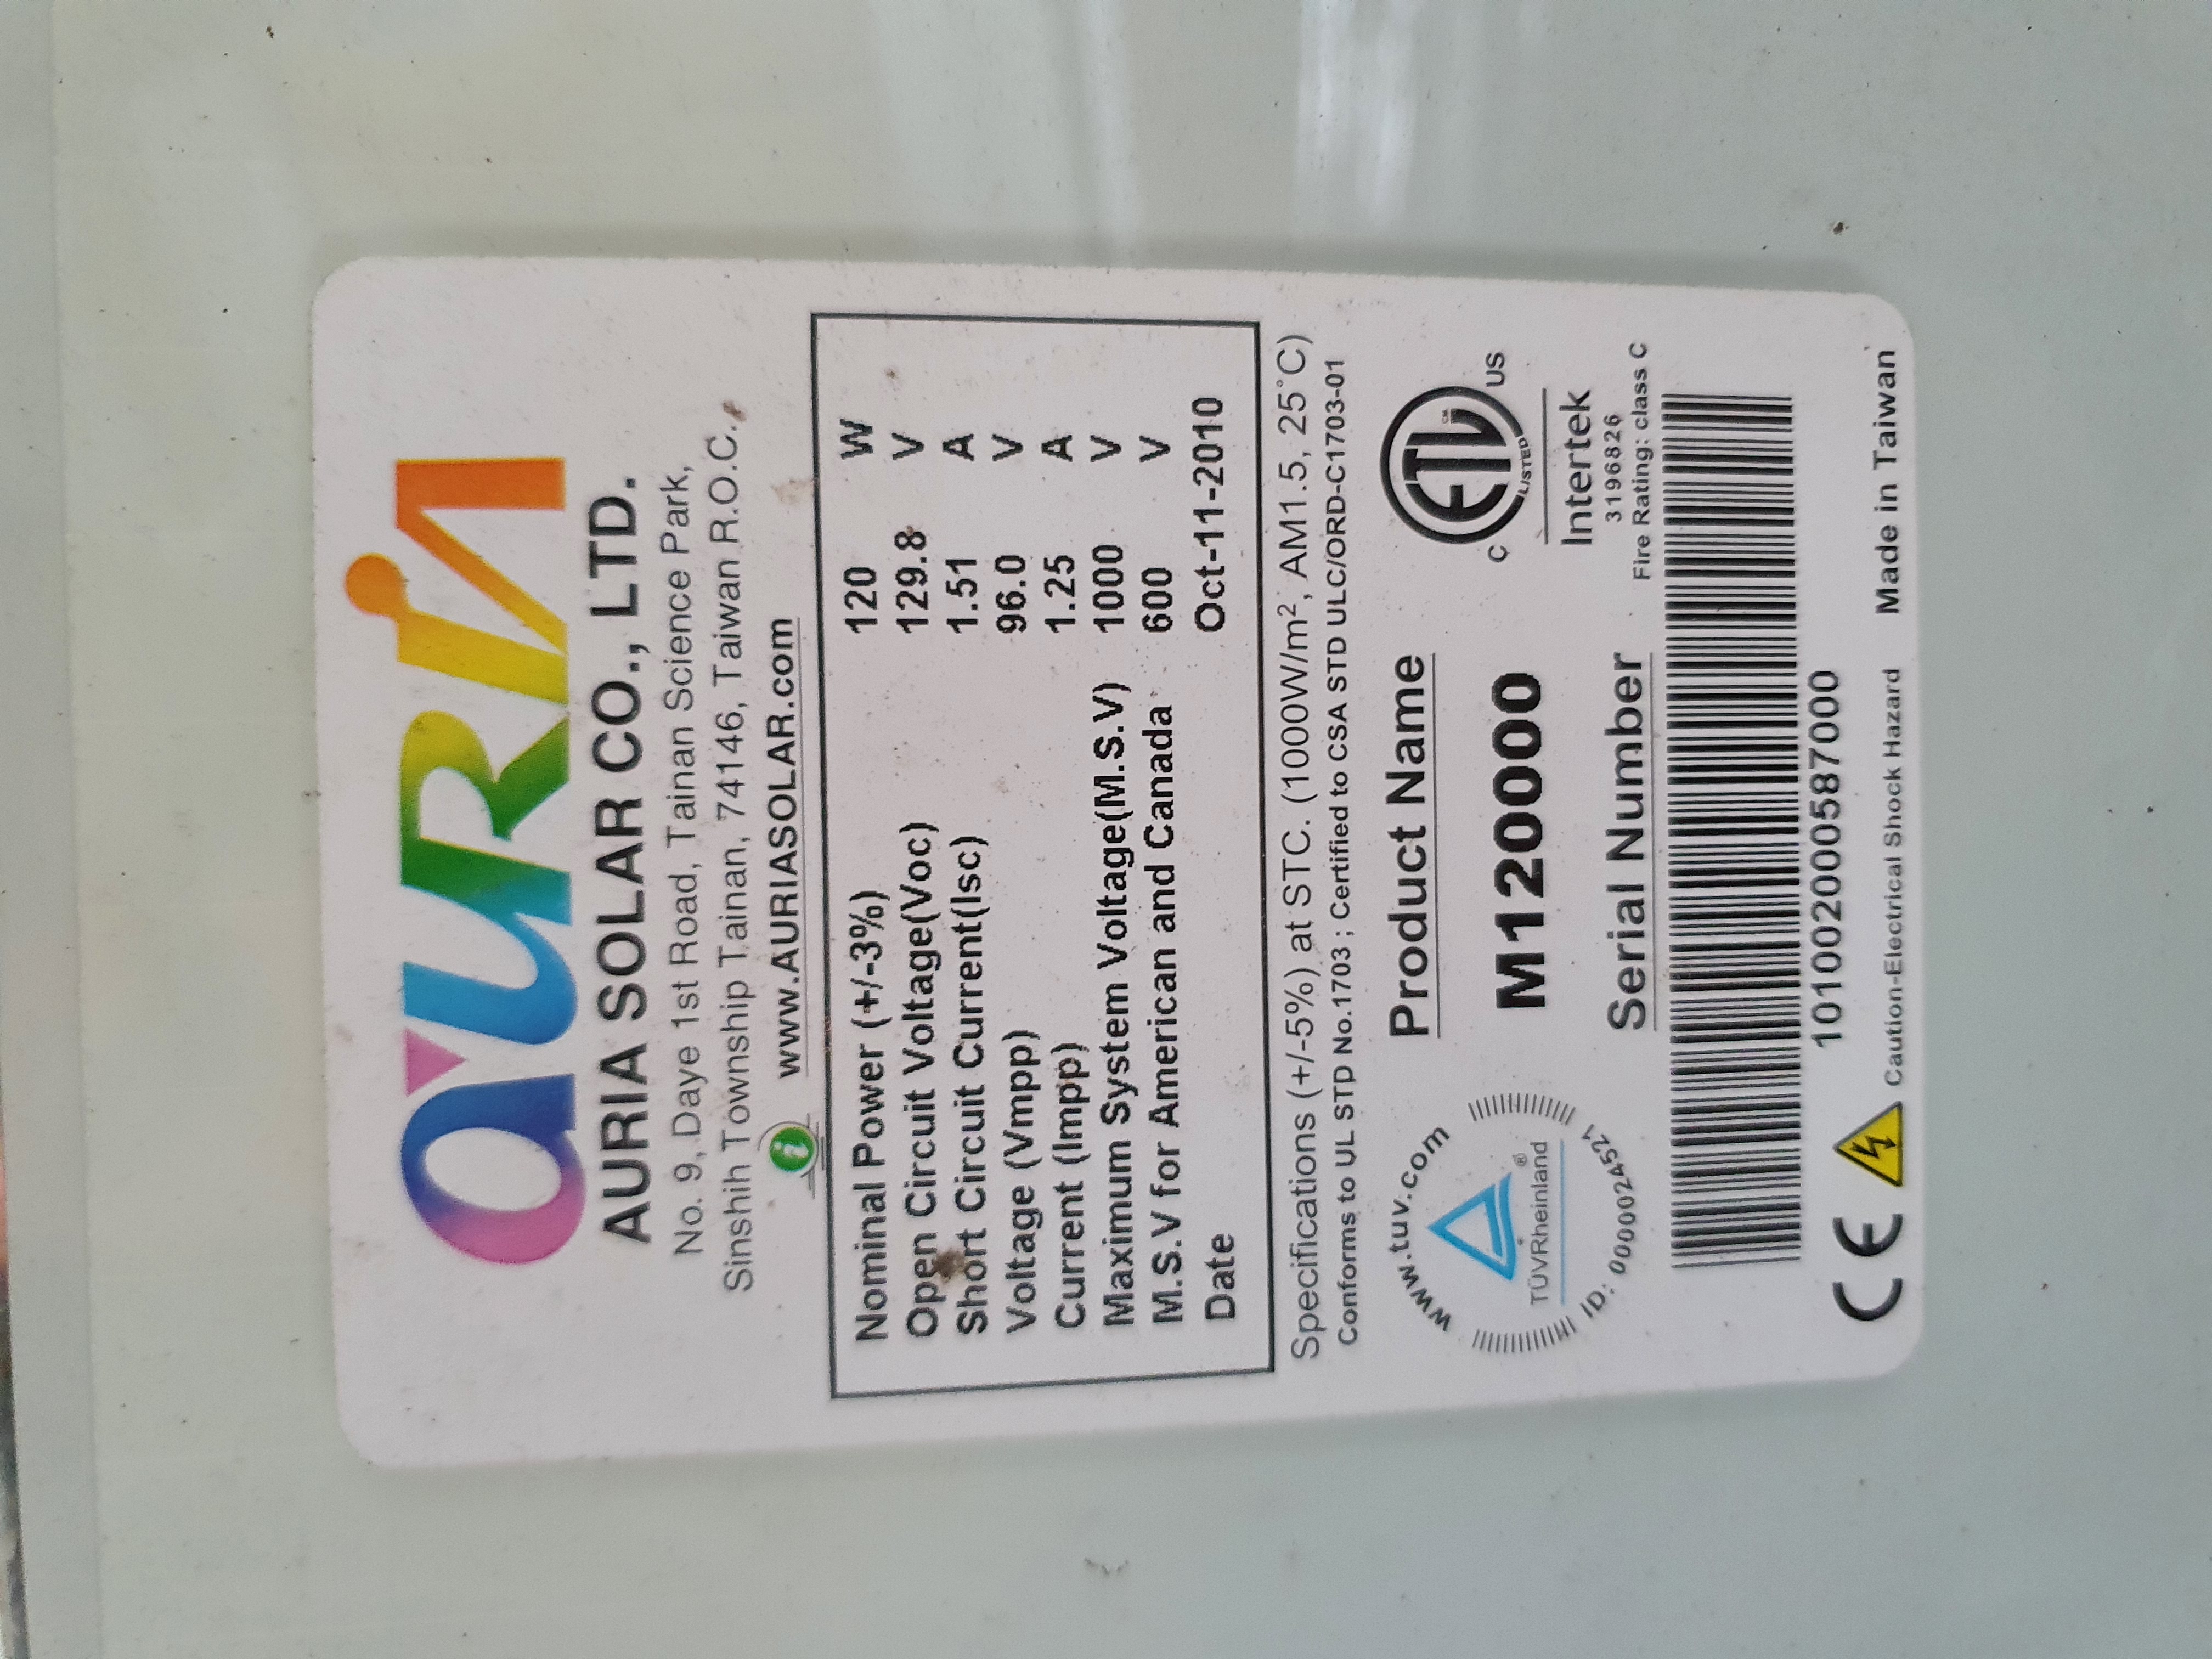 aURIA
AURIA SOLAR CO., LTD.
No. 9, Daye 1st Road, Tainan Science Park,
Sinshih Township Tainan, 74146, Taiwan R.O.C.
i www.AURIASOLAR.com
Nominal Power (+/-3%) 120 W
Open Circuit Voltage(Voc) 129.8 V
Short Circuit Current(Isc) 1.51 A
Voltage (Vmpp) 96.0 V
Current (Impp) 1.25 A
Maximum System Voltage(M.S.V) 1000 V
M.S.V for American and Canada 600 V
Date Oct-11-2010
Specifications (+/-5%) at STC. (1000W/m², AM1.5, 25°C)
Conforms to UL STD No.1703 ; Certified to CSA STD ULC/ORD-C1703-01
www.tuv.com
TÜVRheinland ®
ID: 0000024521
Product Name
M120000
Serial Number
C ETL CM US
LISTED
Intertek
3196826
Fire Rating: class C
101002000587000
CE Caution-Electrical Shock Hazard Made in Taiwan